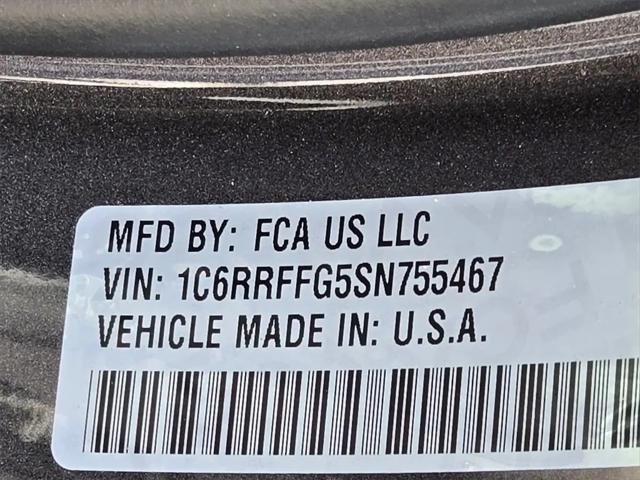 MFD BY: FCA US LLC
VIN: 1C6RRFFG5SN755467
VEHICLE MADE IN: U.S.A.